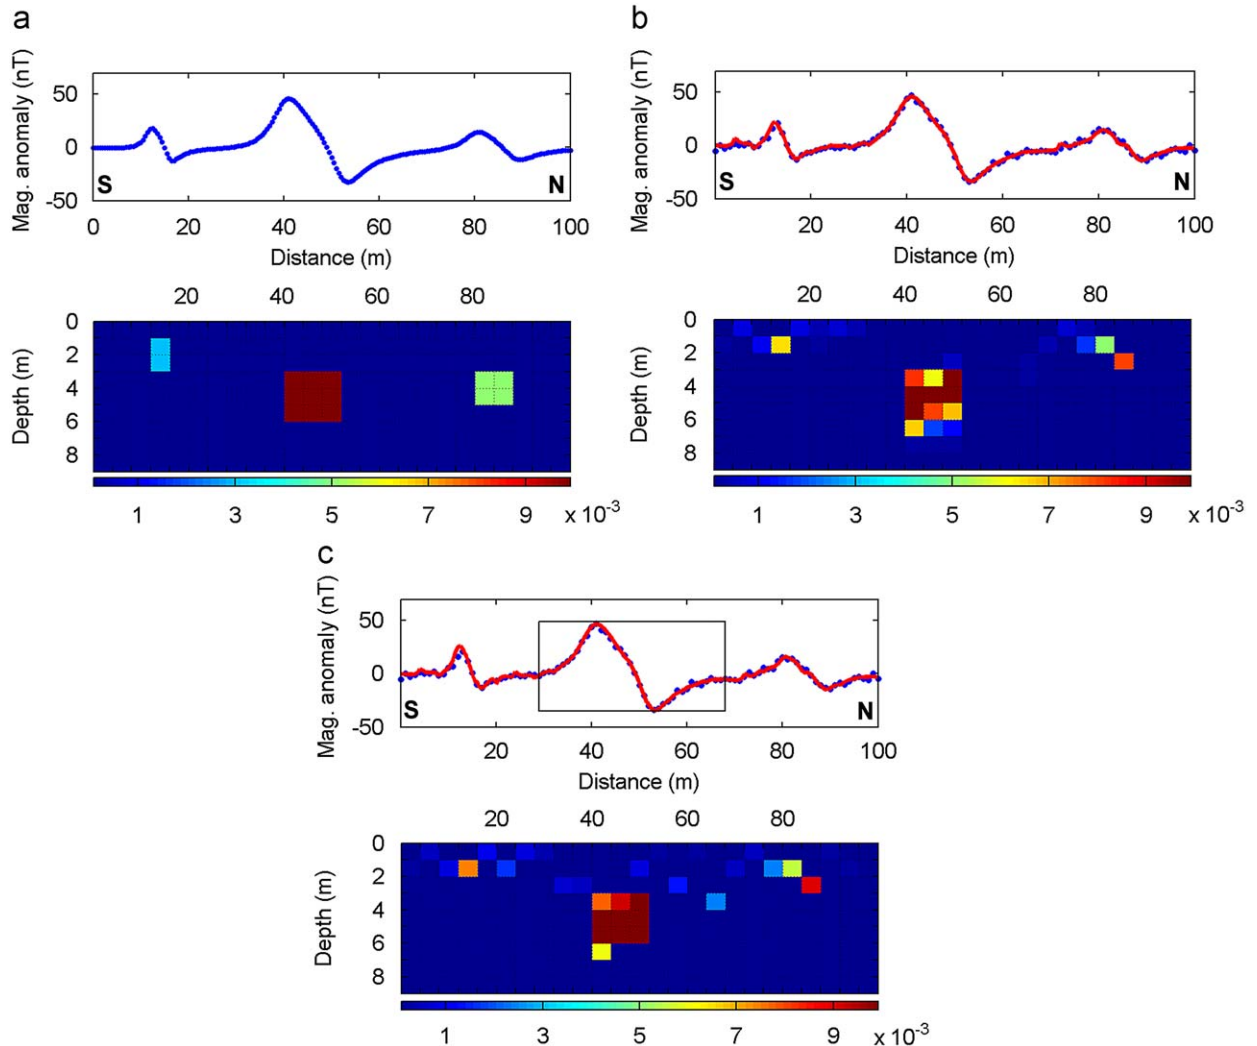 a
Mag. anomaly (nT)
50
0
-50
S
N
0 20 40 60 80 100
Distance (m)
20 40 60 80
Depth (m)
0
2
4
6
8
1 3 5 7 9 x 10-3
b
Mag. anomaly (nT)
50
0
-50
S
N
20 40 60 80 100
Distance (m)
20 40 60 80
Depth (m)
0
2
4
6
8
1 3 5 7 9 x 10-3
c
Mag. anomaly (nT)
50
0
-50
S
N
20 40 60 80 100
Distance (m)
20 40 60 80
Depth (m)
0
2
4
6
8
1 3 5 7 9 x 10-3